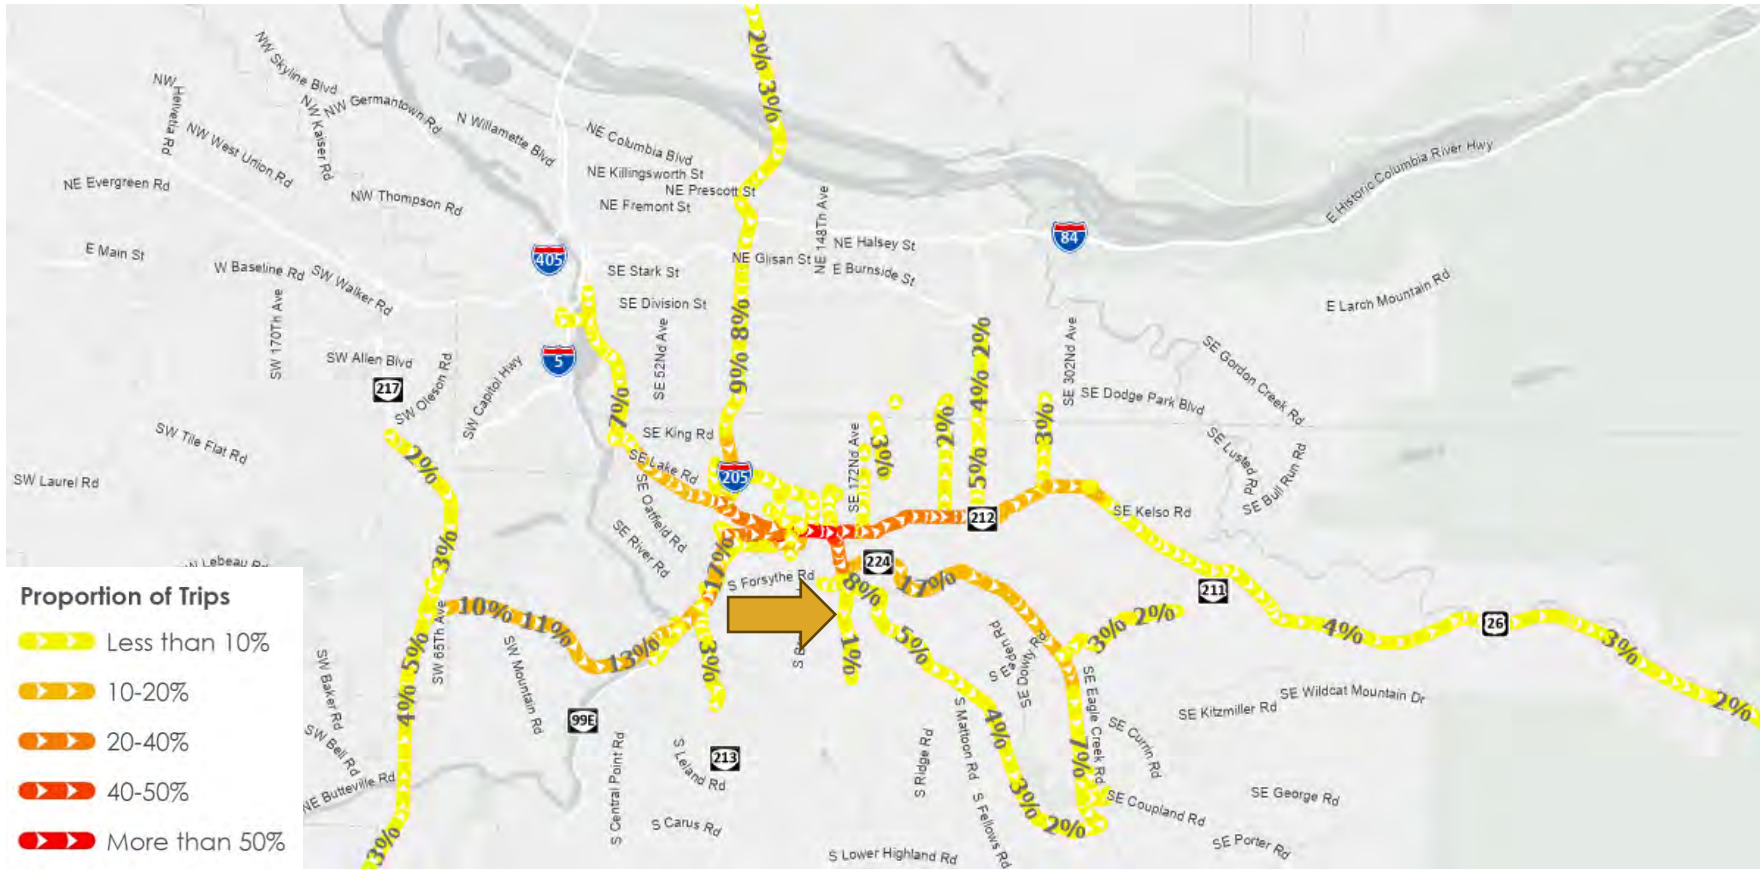 2%
3%
NW Skyline Blvd
NW Helvetia Rd
NW Kaiser Rd
NW Germantown Rd
N Willamette Blvd
NW West Union Rd
NE Columbia Blvd
NE Killingsworth St
NE Prescott St
NE Fremont St
NE Evergreen Rd
NW Thompson Rd
NE 148Th Ave
E Historic Columbia River Hwy
84
NE Halsey St
E Main St
405
NE Glisan St
E Burnside St
W Baseline Rd
SW Walker Rd
SE Stark St
SE Division St
SW 170Th Ave
E Larch Mountain Rd
8%
9%
SE 52Nd Ave
2%
4%
5%
SE 302Nd Ave
SE Gordon Creek Rd
SW Allen Blvd
5
217
SW Oleson Rd
SW Capitol Hwy
7%
SE Dodge Park Blvd
SW Tile Flat Rd
2%
SE King Rd
SE Lake Rd
205
SE 172Nd Ave
3%
2%
3%
SE Lusted Rd
SE Bull Run Rd
SW Laurel Rd
SE Oatfield Rd
SE River Rd
212
SE Kelso Rd
3%
17%
224
S Forsythe Rd
8%
17%
211
10%
11%
13%
SW 65Th Ave
5%
4%
3%
3%
1%
5%
3%
2%
4%
26
3%
2%
SE Dowty Rd
SW Baker Rd
SW Bell Rd
SW Mountain Rd
99E
213
S Central Point Rd
S Leland Rd
S Carus Rd
S Ridge Rd
S Mattoon Rd
S Fellows Rd
4%
3%
2%
7%
SE Eagle Creek Rd
SE Currin Rd
SE Kitzmiller Rd
SE Wildcat Mountain Dr
SE Coupland Rd
SE George Rd
SE Porter Rd
S Lower Highland Rd
NE Butteville Rd
Proportion of Trips
Less than 10%
10-20%
20-40%
40-50%
More than 50%